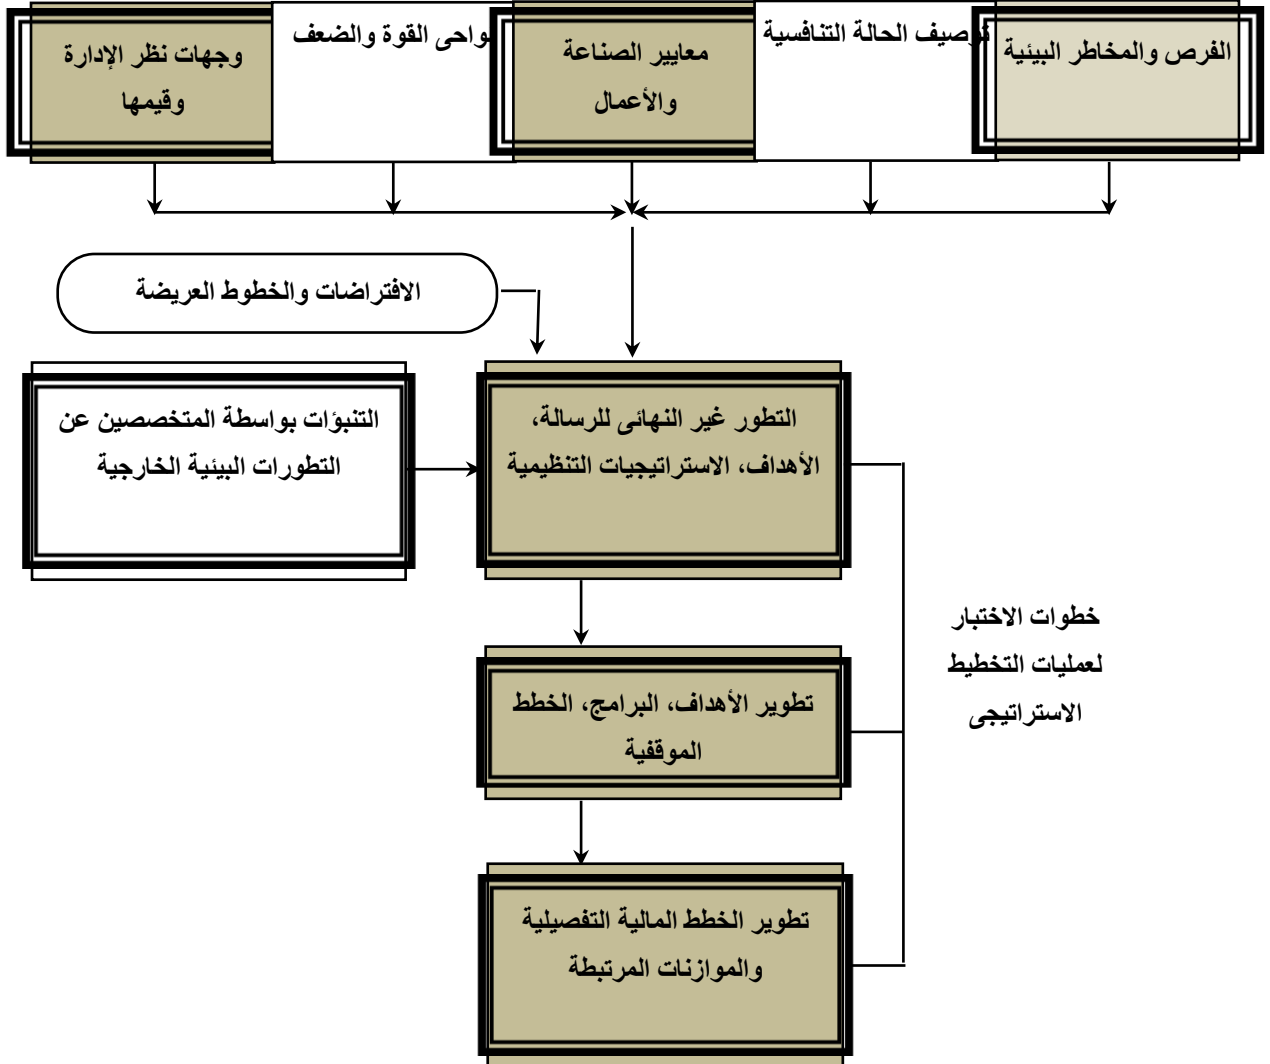 الفرص والمخاطر البيئية
توصيف الحالة التنافسية
معايير الصناعة
والأعمال
واحى القوة والضعف
وجهات نظر الإدارة
وقيمها
الافتراضات والخطوط العريضة
التطور غير النهائى للرسالة،
الأهداف، الاستراتيجيات التنظيمية
التنبؤات بواسطة المتخصصين عن
التطورات البيئية الخارجية
خطوات الاختبار
لعمليات التخطيط
الاستراتيجى
تطوير الأهداف، البرامج، الخطط
الموقفية
تطوير الخطط المالية التفصيلية
والموازنات المرتبطة